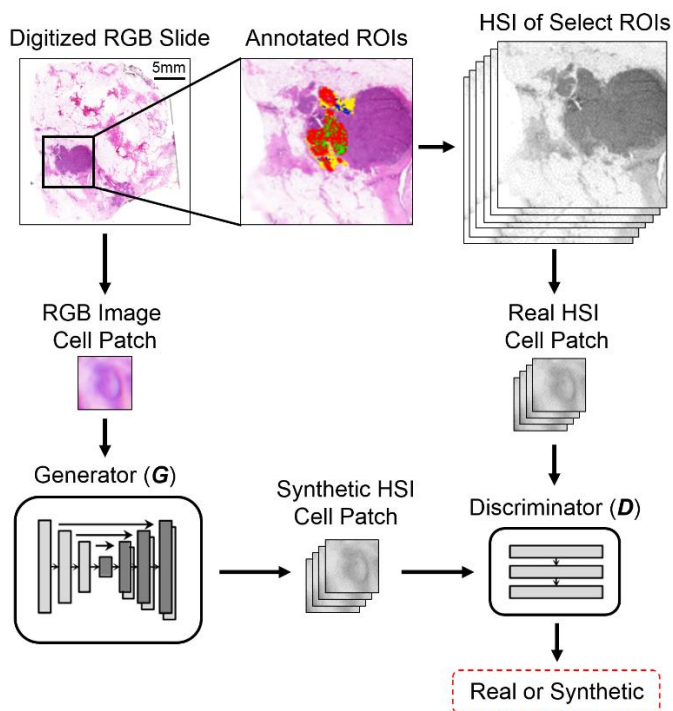 Digitized RGB Slide
Annotated ROIs
HSI of Select ROIs
5mm
RGB Image
Cell Patch
Real HSI
Cell Patch
Generator (G)
Synthetic HSI
Cell Patch
Discriminator (D)
Real or Synthetic